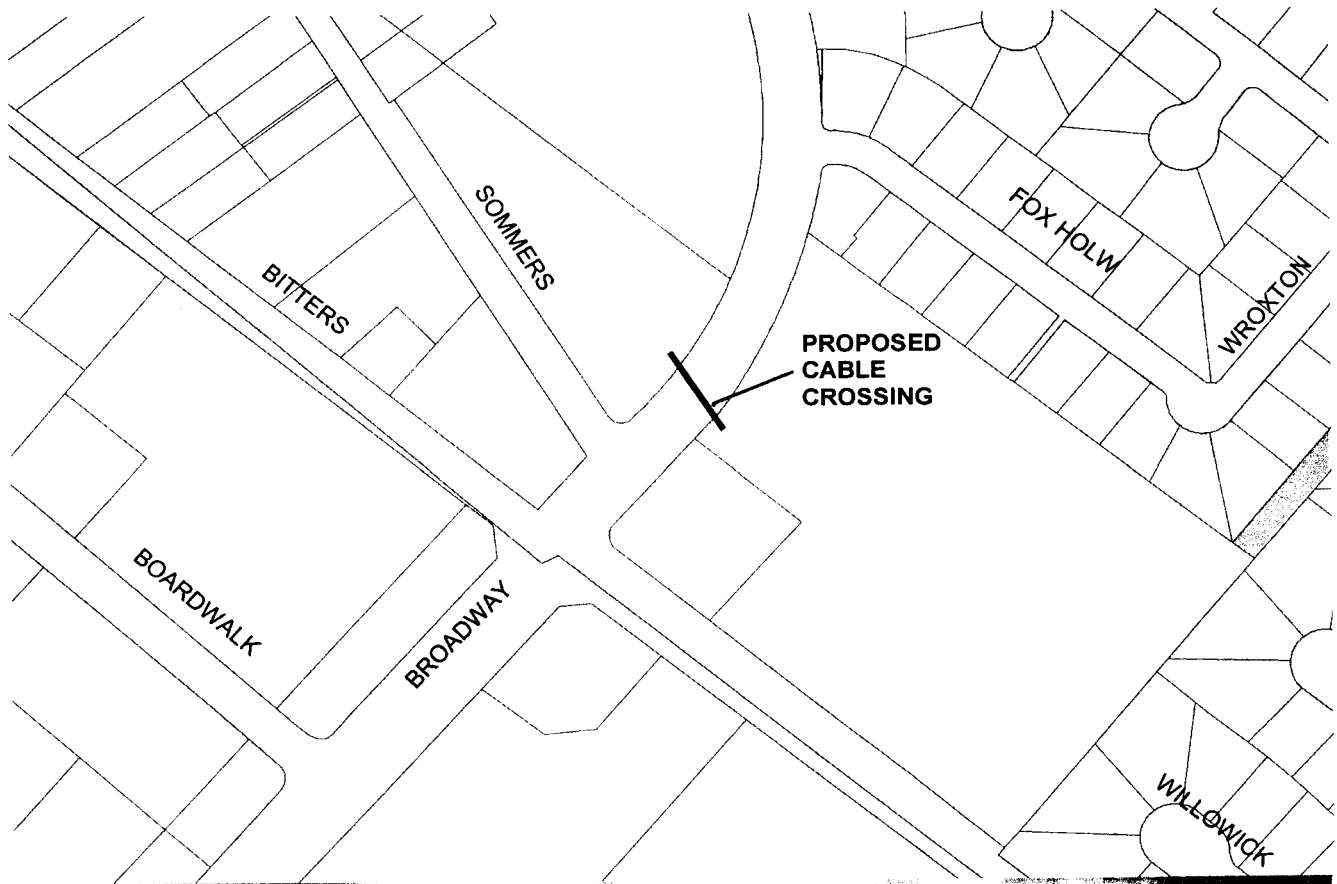 SOMMERS
FOX HOLW
WROXTON
BITTERS
PROPOSED
CABLE
CROSSING
BOARDWALK
BROADWAY
WILLOWICK